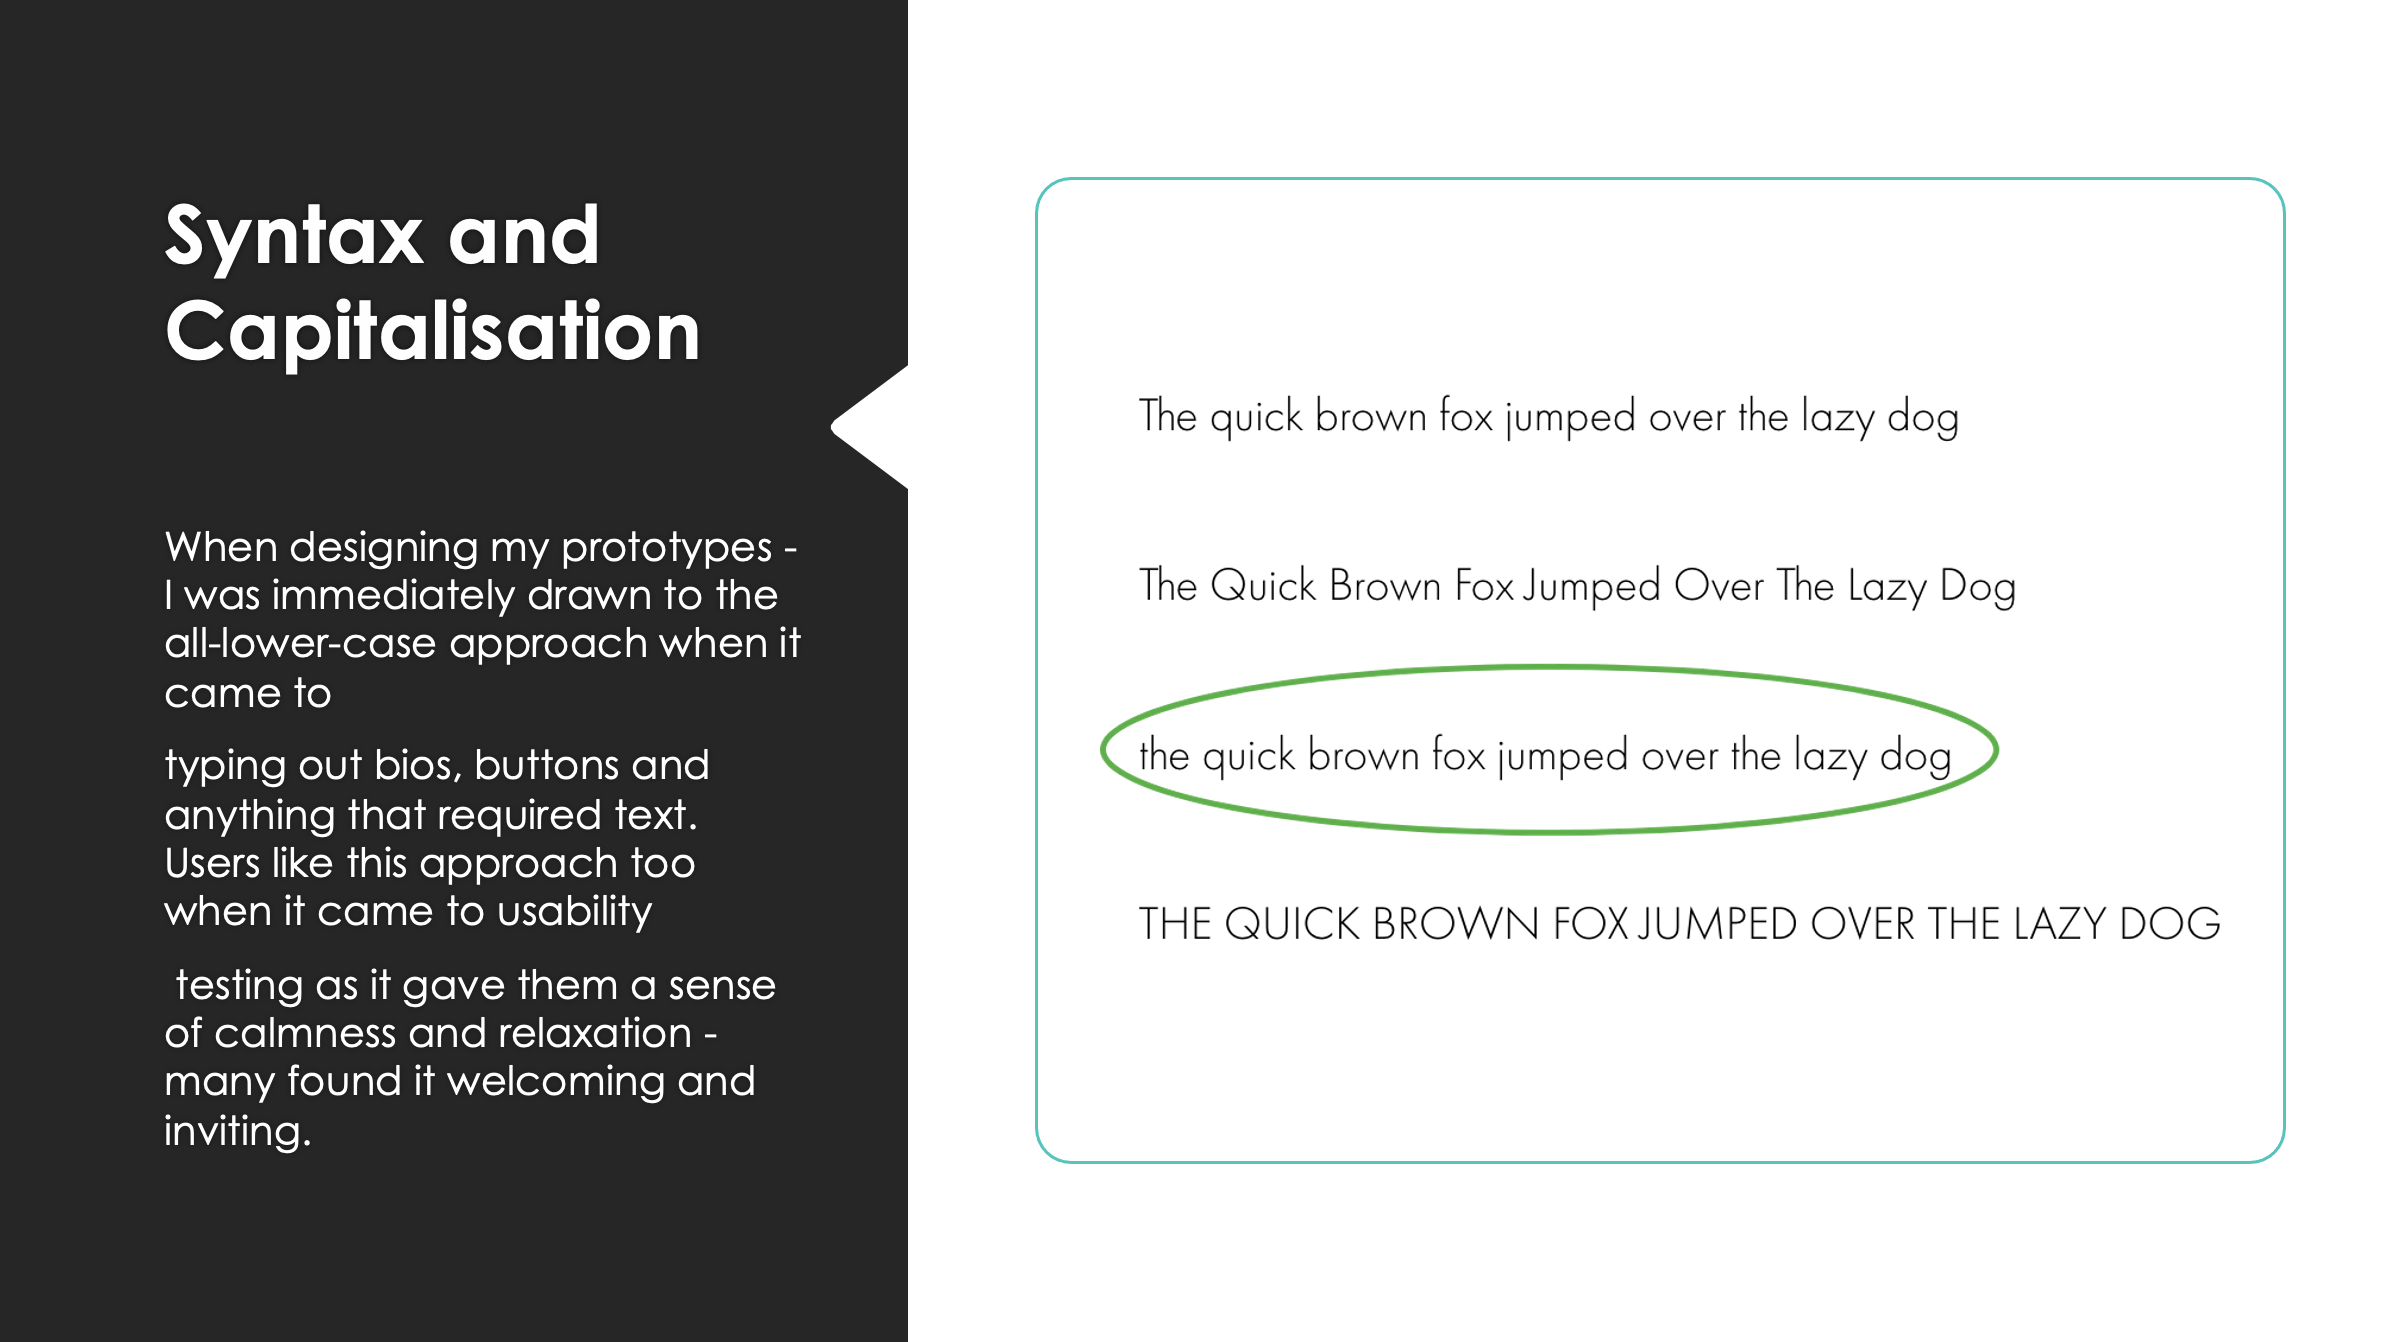 Syntax and
Capitalisation
When designing my prototypes -
I was immediately drawn to the
all-lower-case approach when it
came to
typing out bios, buttons and
anything that required text.
Users like this approach too
when it came to usability
testing as it gave them a sense
of calmness and relaxation -
many found it welcoming and
inviting.
The quick brown fox jumped over the lazy dog
The Quick Brown Fox Jumped Over The Lazy Dog
the quick brown fox jumped over the lazy dog
THE QUICK BROWN FOX JUMPED OVER THE LAZY DOG